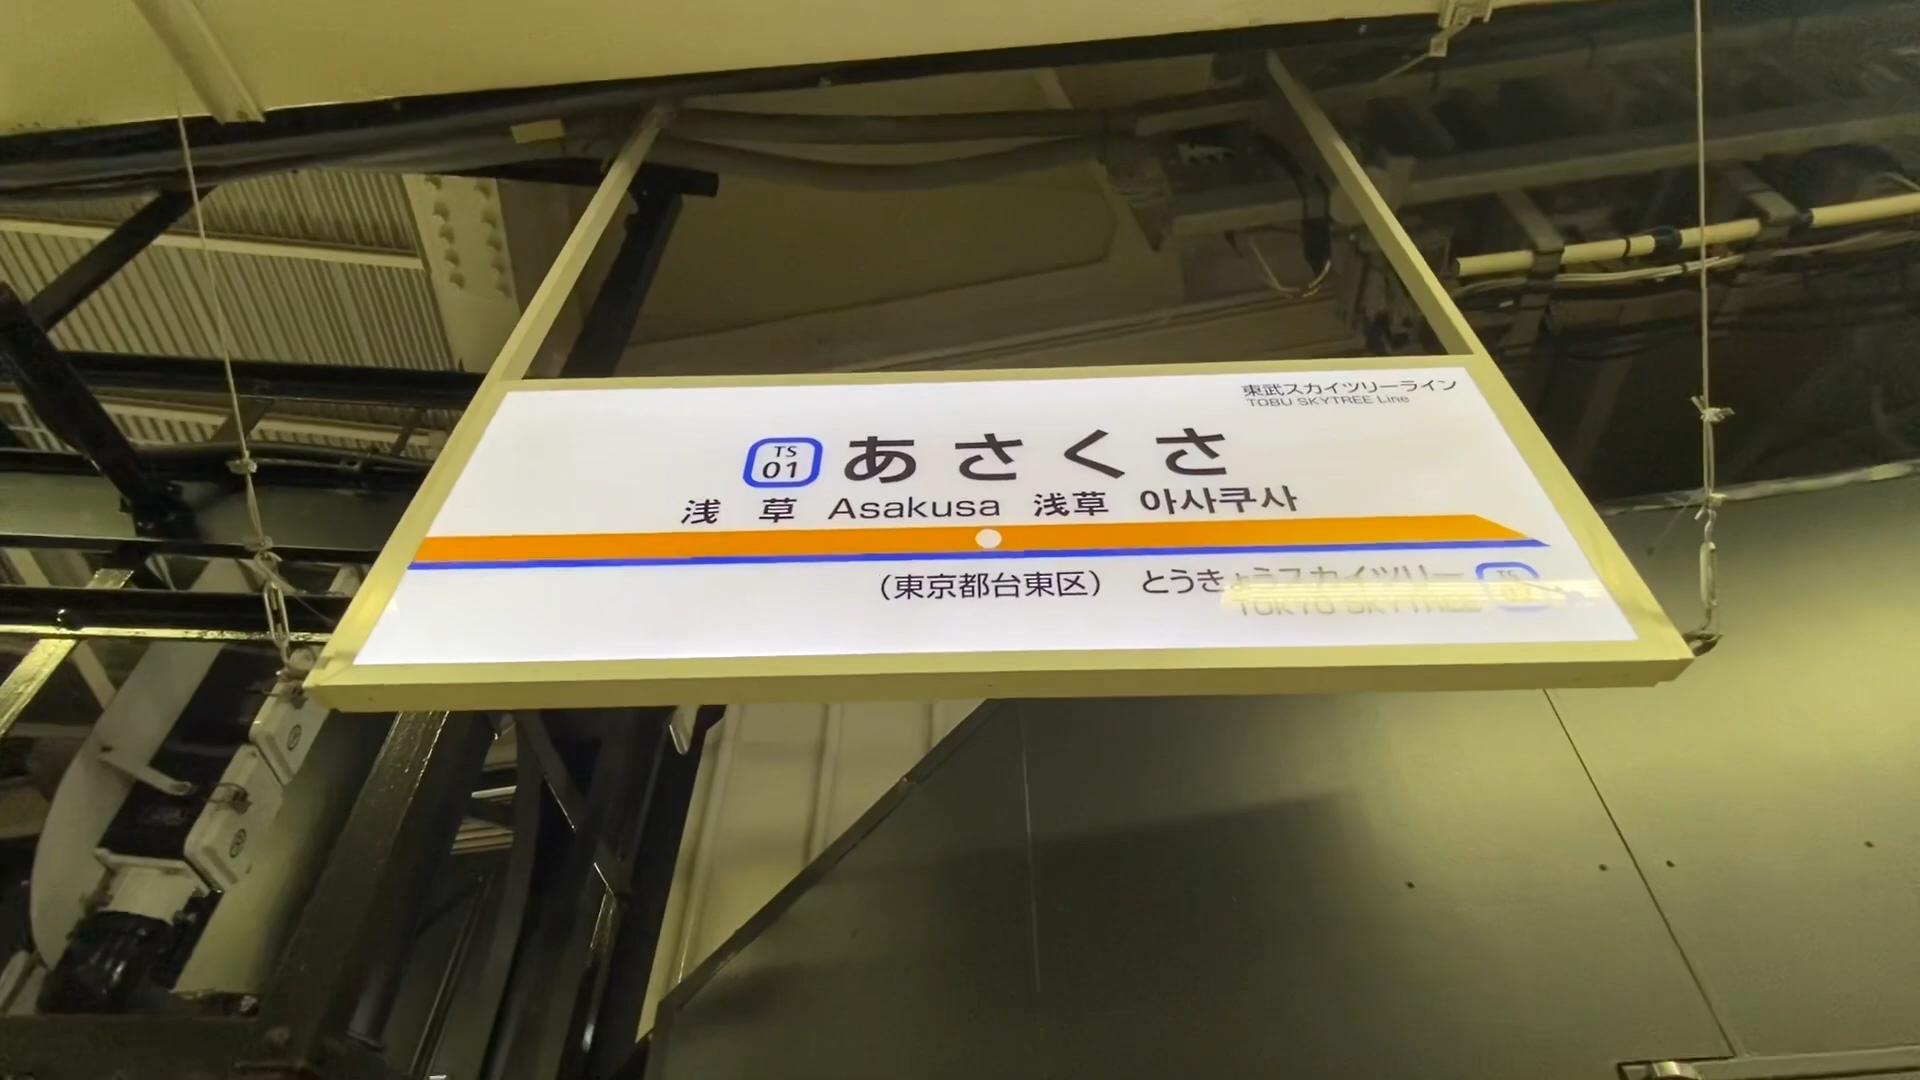 東武スカイツリーライン
TOBU SKYTREE Line
TS
01
あさくさ
浅草 Asakusa 浅草 아사쿠사
(東京都台東区) とうきょうスカイツリー
TOKYO SKYTREE
TS